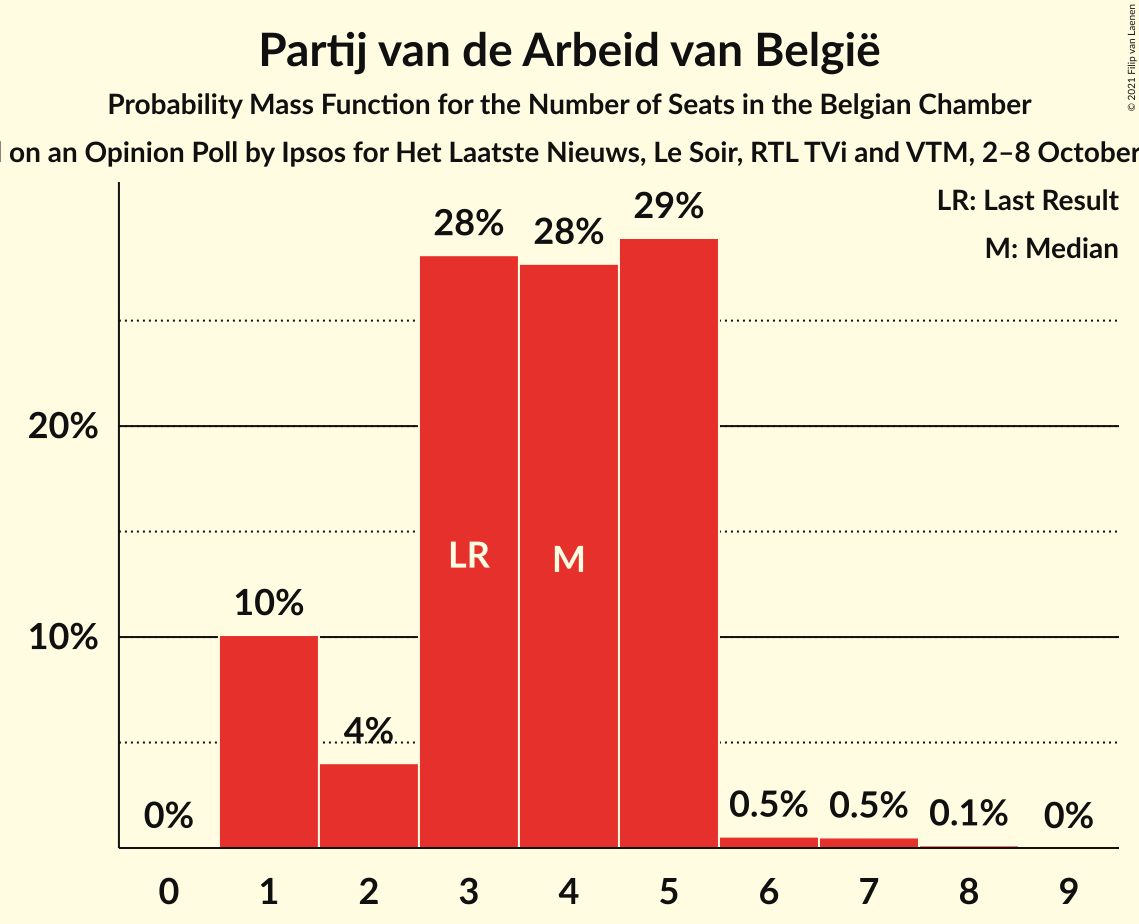 Partij van de Arbeid van België
Probability Mass Function for the Number of Seats in the Belgian Chamber
on an Opinion Poll by Ipsos for Het Laatste Nieuws, Le Soir, RTL TVi and VTM, 2–8 October
© 2021 Filip van Laenen
LR: Last Result
M: Median
20%
10%
0%
10%
4%
28%
28%
29%
0.5%
0.5%
0.1%
0%
LR
M
0 1 2 3 4 5 6 7 8 9